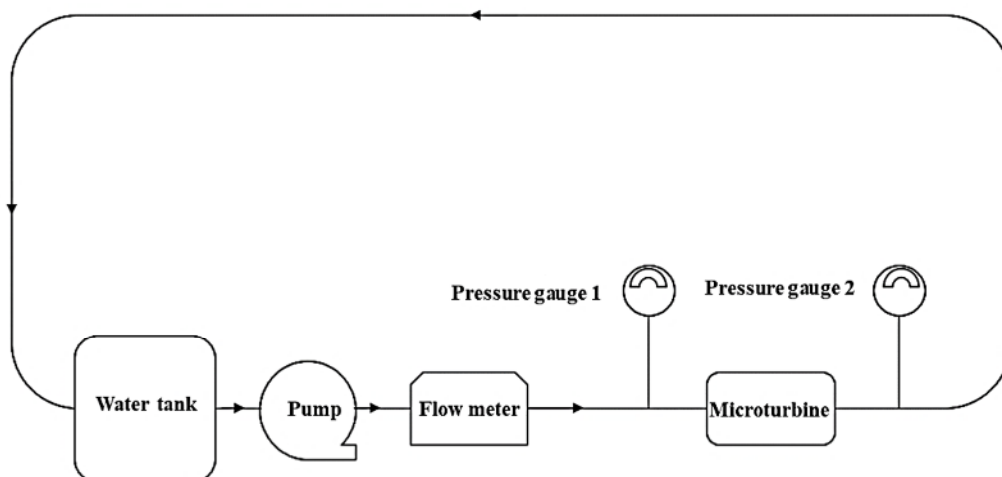 Pressure gauge 1
Pressure gauge 2
Water tank
Pump
Flow meter
Microturbine